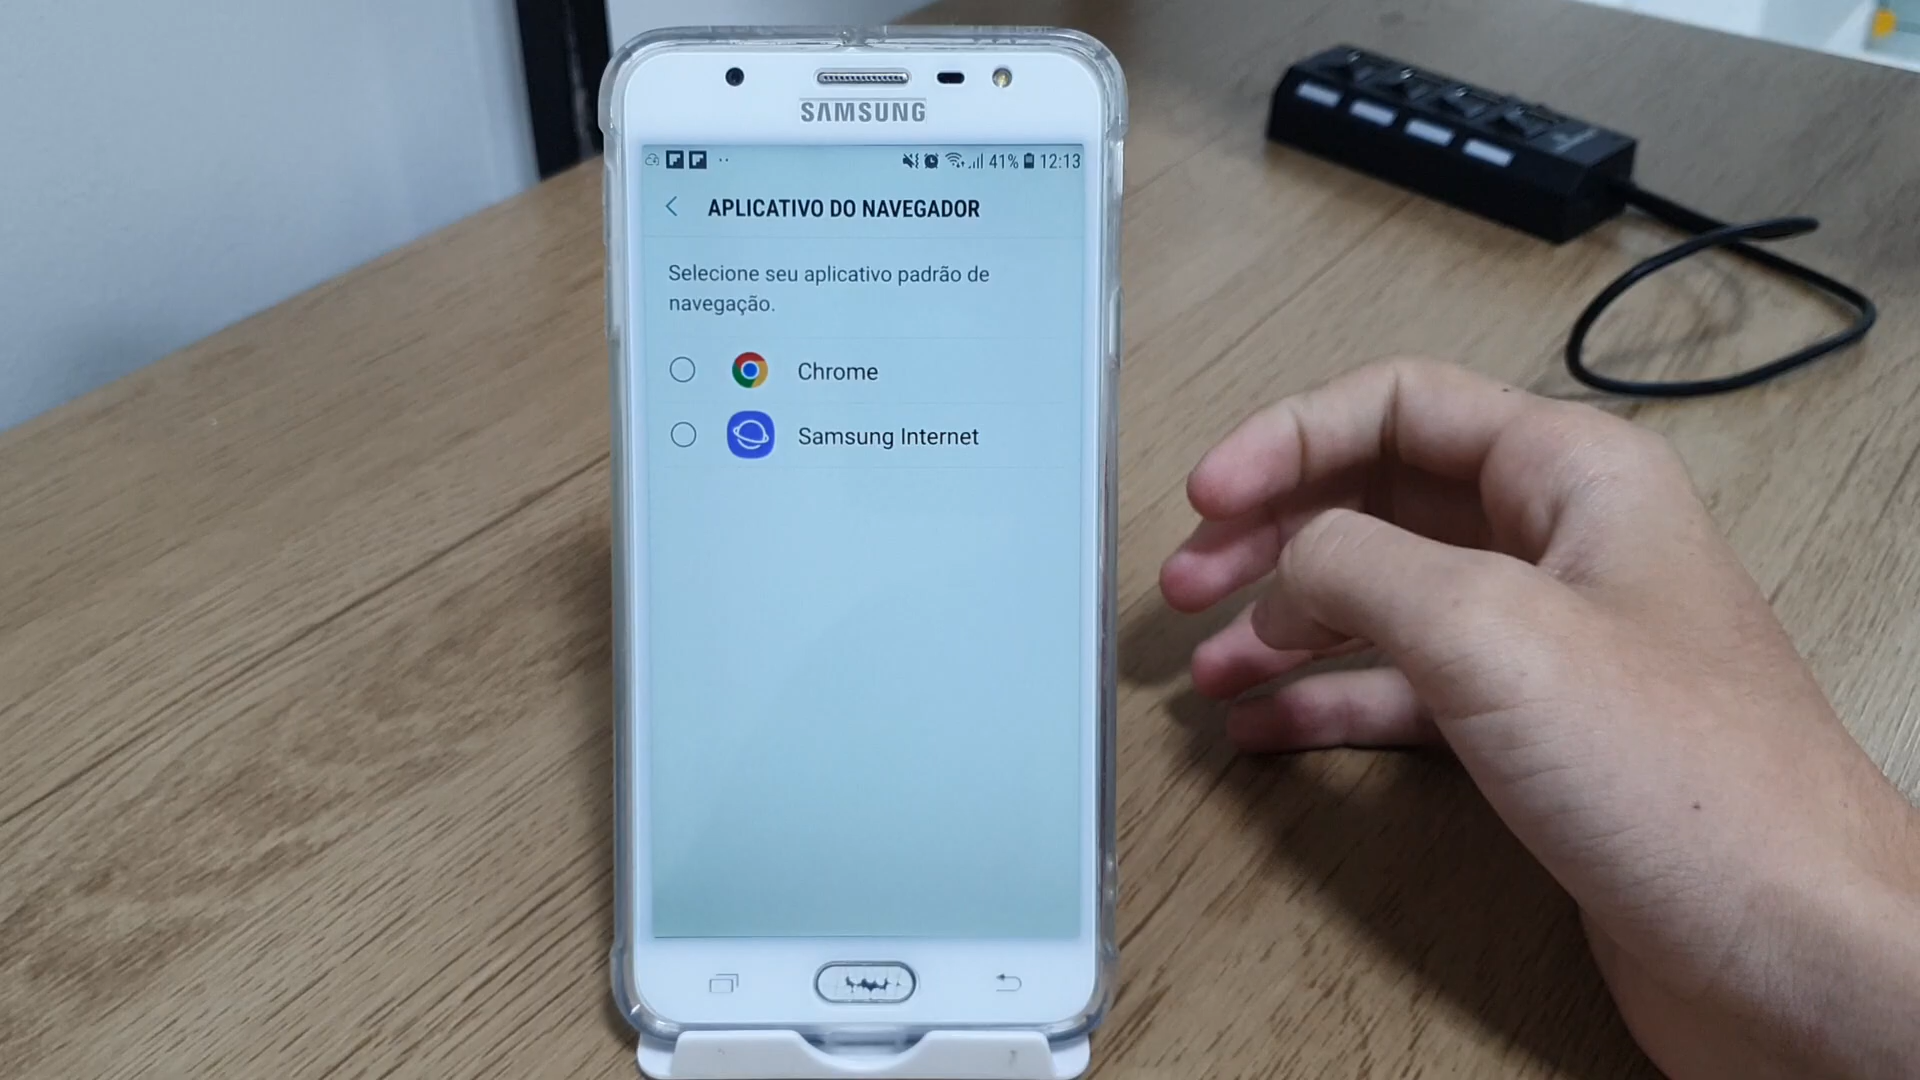 SAMSUNG
41% 12:13
APLICATIVO DO NAVEGADOR
Selecione seu aplicativo padrão de
navegação.
Chrome
Samsung Internet